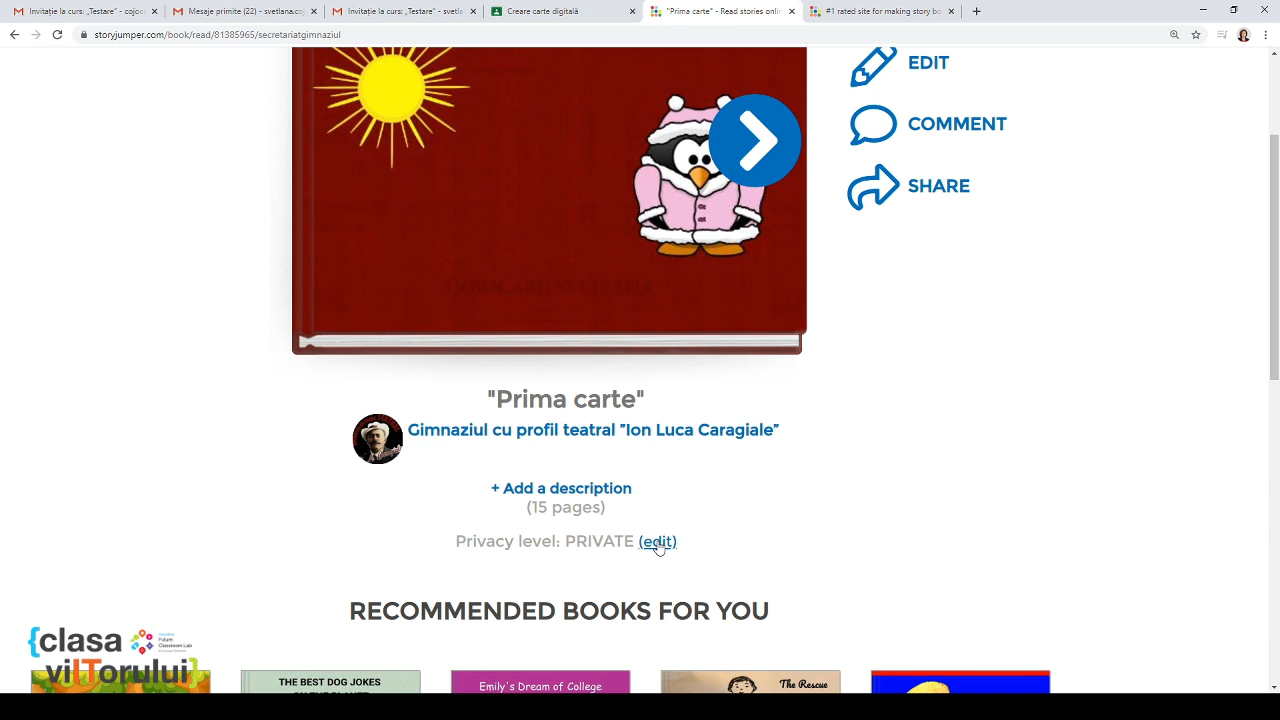 Invitație la curs: „Testare" - cojoc
Mesaje primite (22) - svetlana.coj
Invitație la curs: „Testare" - svetla
Creare carte digitală
"Prima carte" - Read stories onlin
#1 rated site for making story bo
storyjumper.com/book/read/81385965/secretariatgimnaziul
EDIT
COMMENT
SHARE
"Prima carte"
Gimnaziul cu profil teatral ”Ion Luca Caragiale”
+ Add a description
(15 pages)
Privacy level: PRIVATE (edit)
RECOMMENDED BOOKS FOR YOU
{clasa
viITorului}
Future
Classroom Lab
THE BEST DOG JOKES
Emily's Dream of College
The Rescue